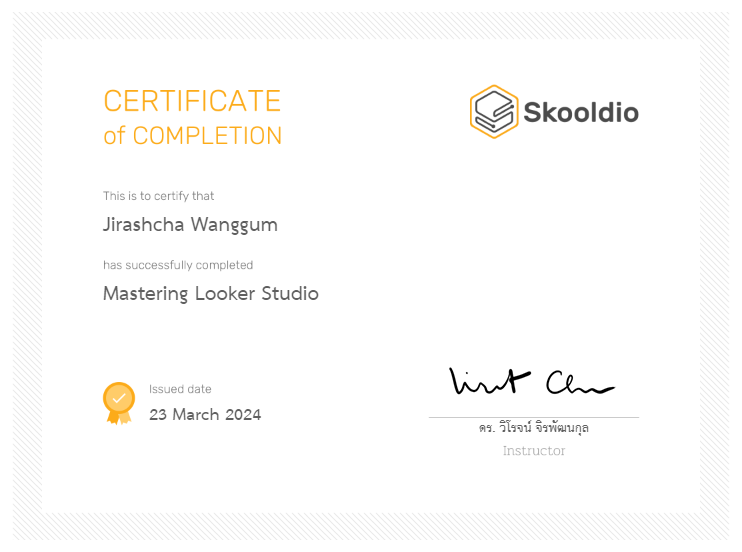 CERTIFICATE
of COMPLETION
Skooldio
This is to certify that
Jirashcha Wanggum
has successfully completed
Mastering Looker Studio
Issued date
23 March 2024
ดร. วิโรจน์ จิรพัฒนกุล
Instructor